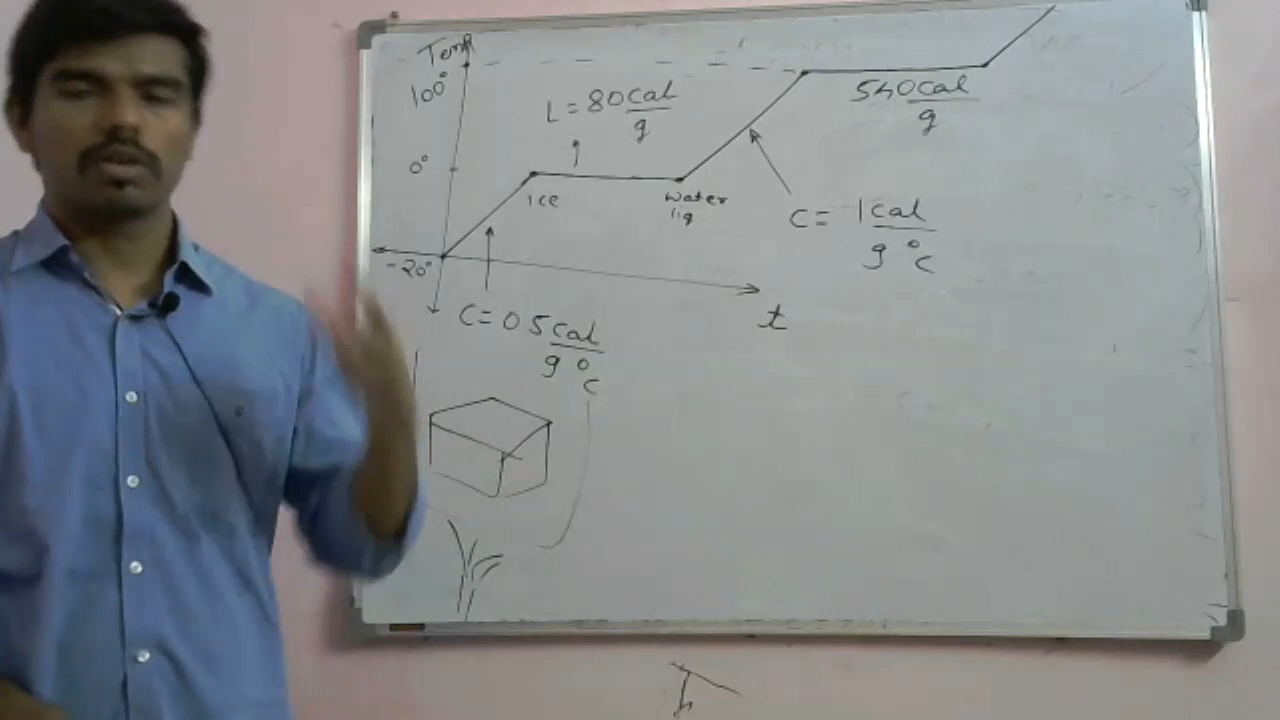 Temp
100°
L = 80 cal/g
540 cal/g
0°
Ice
Water
liq
C = 1 cal/g °C
-20°
t
C = 0 5 cal/g °C